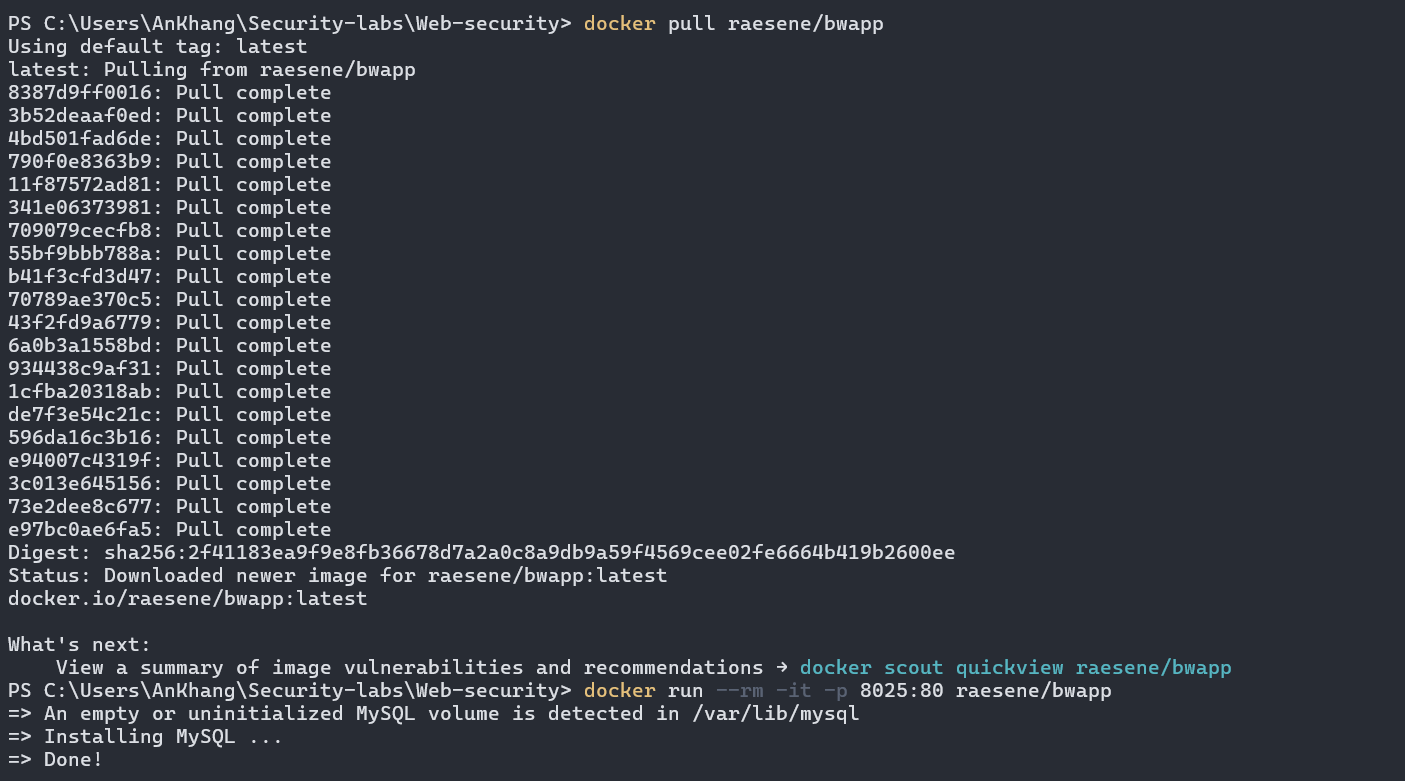 PS C:\Users\AnKhang\Security-labs\Web-security> docker pull raesene/bwapp
Using default tag: latest
latest: Pulling from raesene/bwapp
8387d9ff0016: Pull complete
3b52deaaf0ed: Pull complete
4bd501fad6de: Pull complete
790f0e8363b9: Pull complete
11f87572ad81: Pull complete
341e06373981: Pull complete
709079cecfb8: Pull complete
55bf9bbb788a: Pull complete
b41f3cfd3d47: Pull complete
70789ae370c5: Pull complete
43f2fd9a6779: Pull complete
6a0b3a1558bd: Pull complete
934438c9af31: Pull complete
1cfba20318ab: Pull complete
de7f3e54c21c: Pull complete
596da16c3b16: Pull complete
e94007c4319f: Pull complete
3c013e645156: Pull complete
73e2dee8c677: Pull complete
e97bc0ae6fa5: Pull complete
Digest: sha256:2f41183ea9f9e8fb36678d7a2a0c8a9db9a59f4569cee02fe6664b419b2600ee
Status: Downloaded newer image for raesene/bwapp:latest
docker.io/raesene/bwapp:latest
What's next:
    View a summary of image vulnerabilities and recommendations → docker scout quickview raesene/bwapp
PS C:\Users\AnKhang\Security-labs\Web-security> docker run --rm -it -p 8025:80 raesene/bwapp
=> An empty or uninitialized MySQL volume is detected in /var/lib/mysql
=> Installing MySQL ...
=> Done!